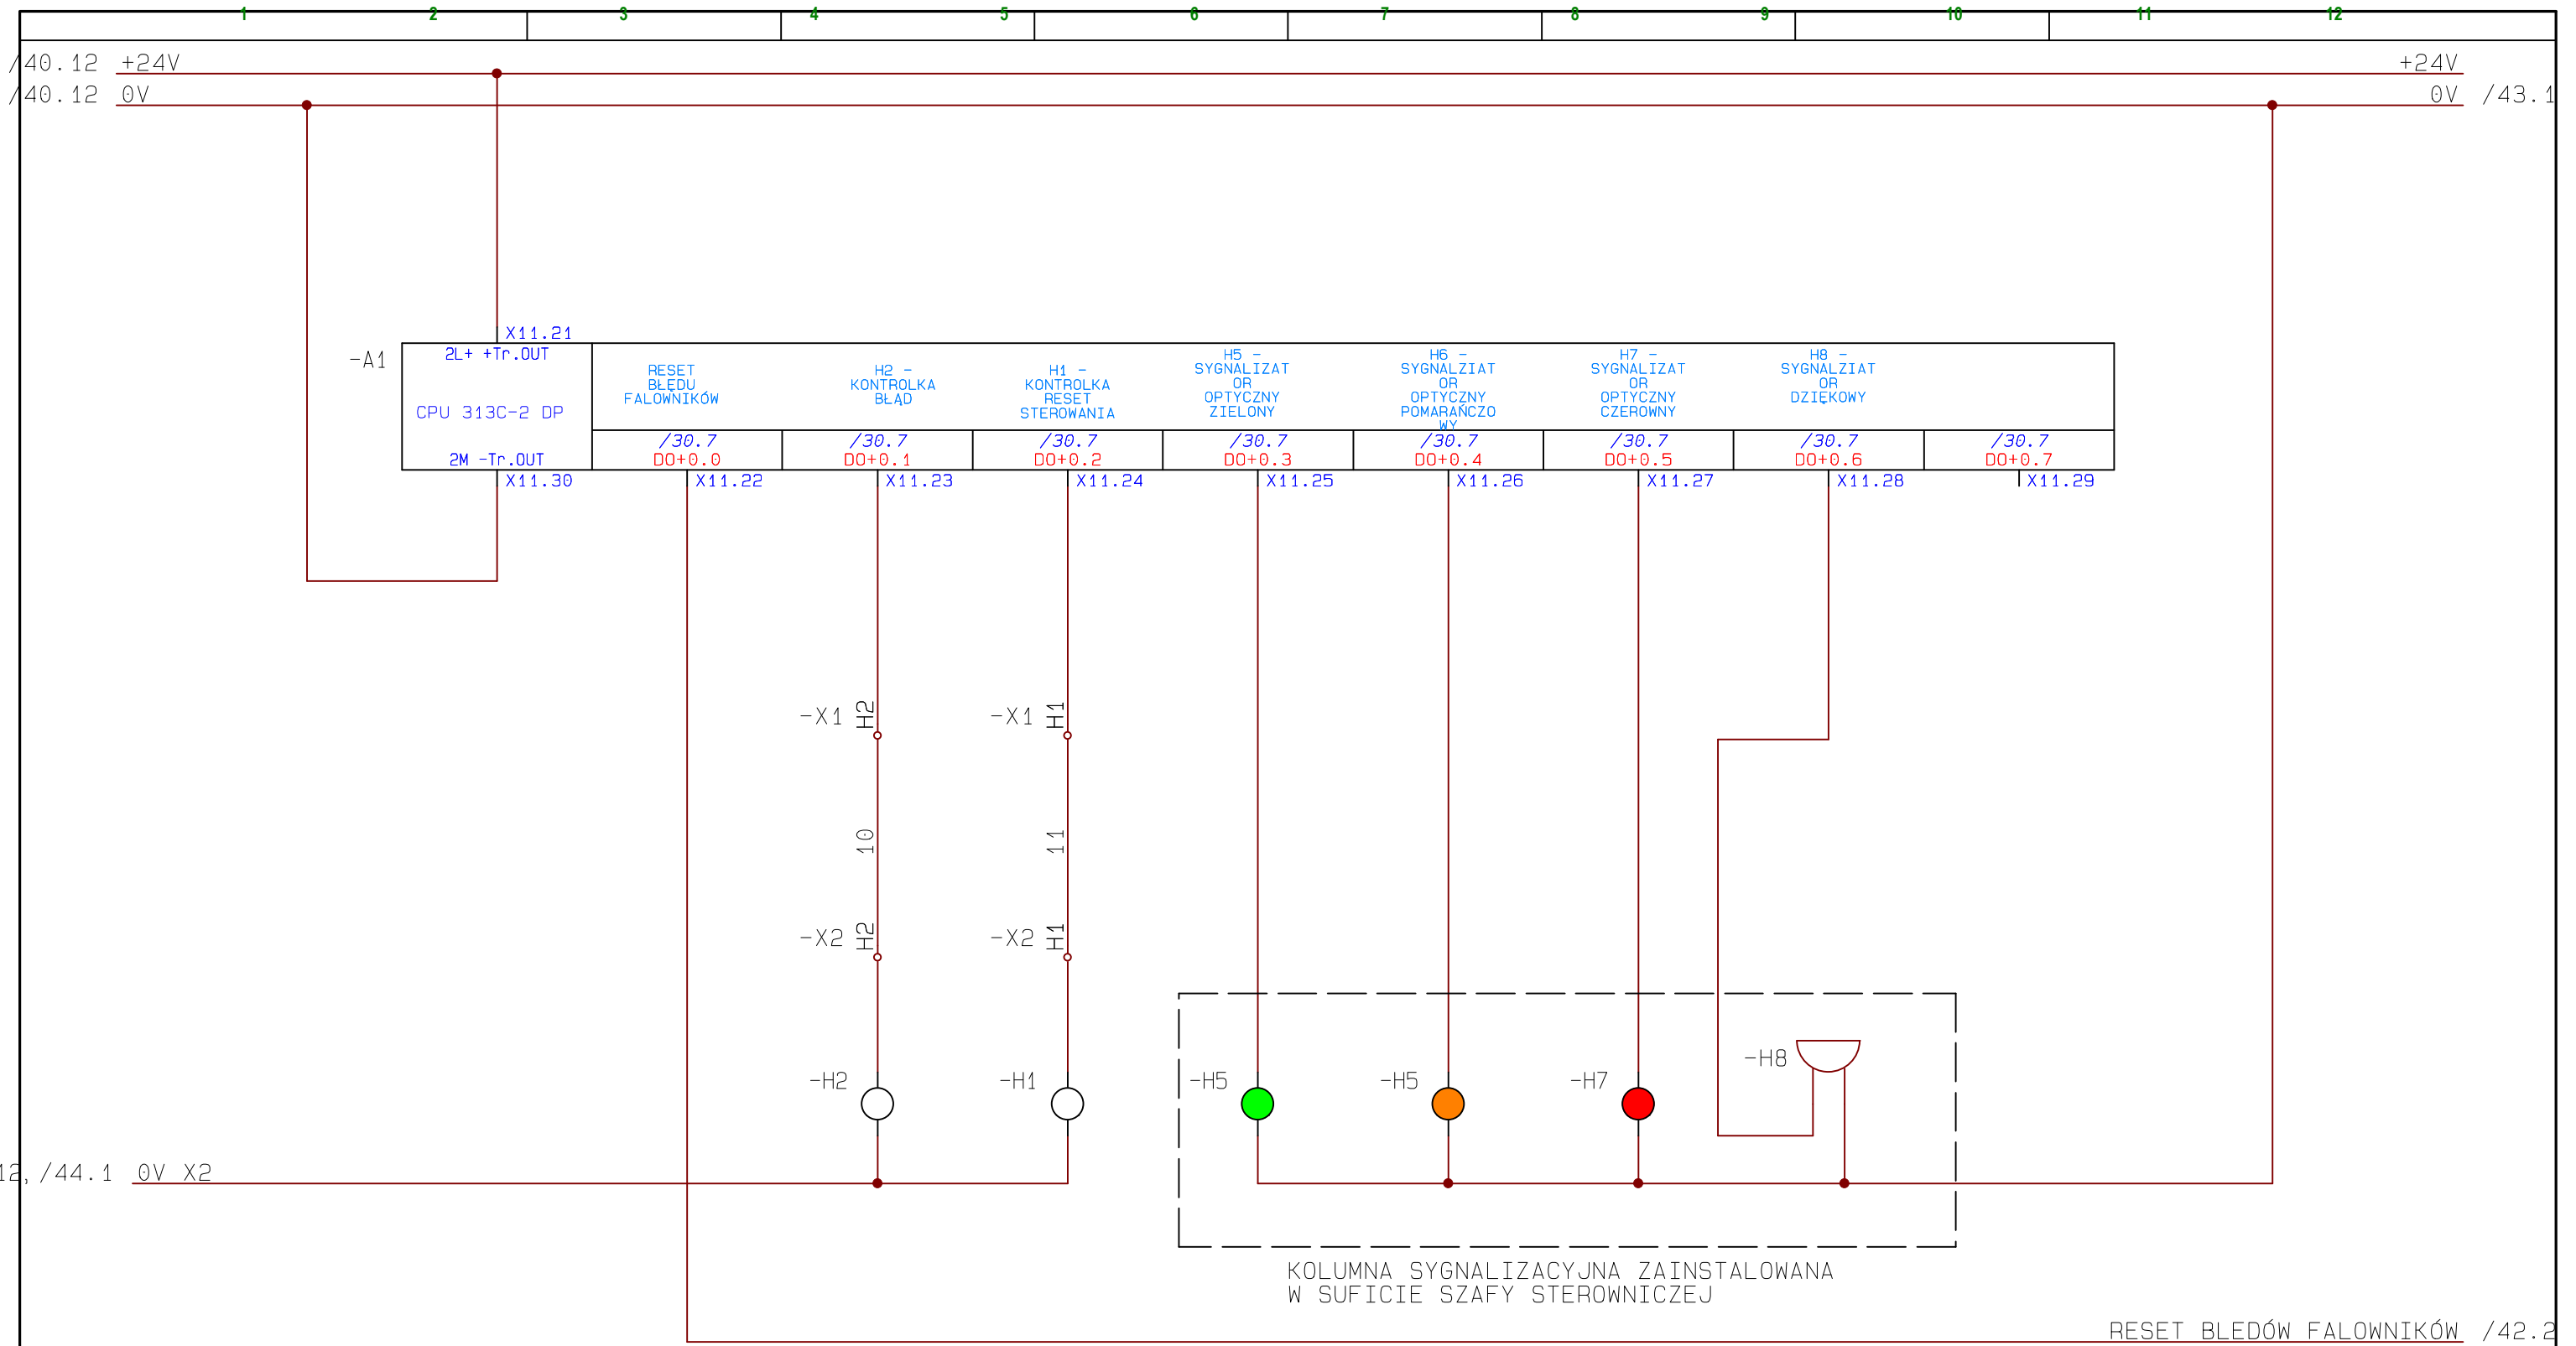 1 2 3 4 5 6 7 8 9 10 11 12
/40.12 +24V +24V
/40.12 0V 0V /43.1
X11.21
-A1
2L+ +Tr.OUT
CPU 313C-2 DP
2M -Tr.OUT
X11.30
RESET
BŁĘDU
FALOWNIKÓW
H2 -
KONTROLKA
BŁĄD
H1 -
KONTROLKA
RESET
STEROWANIA
H5 -
SYGNALIZAT
OR
OPTYCZNY
ZIELONY
H6 -
SYGNALZIAT
OR
OPTYCZNY
POMARAŃCZO
WY
H7 -
SYGNALIZAT
OR
OPTYCZNY
CZEROWNY
H8 -
SYGNALZIAT
OR
DZIĘKOWY
/30.7 /30.7 /30.7 /30.7 /30.7 /30.7 /30.7 /30.7
DO+0.0 DO+0.1 DO+0.2 DO+0.3 DO+0.4 DO+0.5 DO+0.6 DO+0.7
X11.22 X11.23 X11.24 X11.25 X11.26 X11.27 X11.28 X11.29
-X1 H2 -X1 H1
10 11
-X2 H2 -X2 H1
-H2 -H1 -H5 -H5 -H7 -H8
12, /44.1 0V X2
KOLUMNA SYGNALIZACYJNA ZAINSTALOWANA
W SUFICIE SZAFY STEROWNICZEJ
RESET BLEDÓW FALOWNIKÓW /42.2